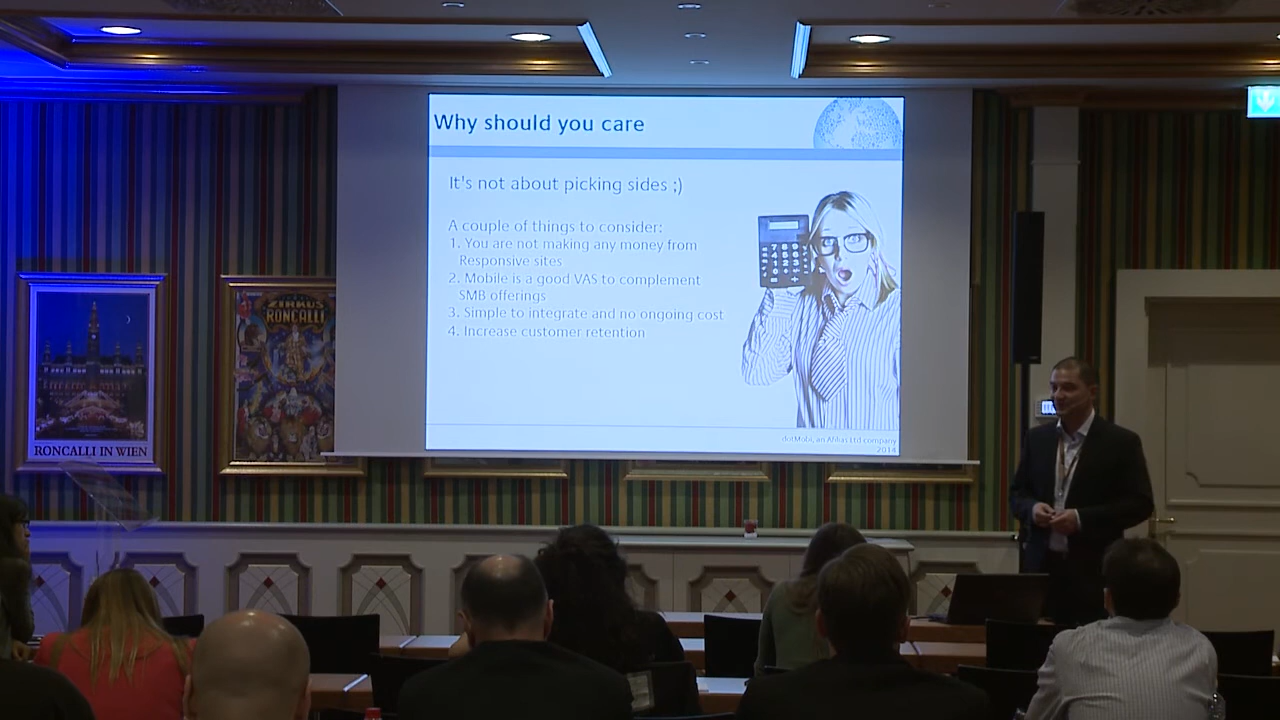 Why should you care
It's not about picking sides ;)
A couple of things to consider:
1. You are not making any money from
Responsive sites
2. Mobile is a good VAS to complement
SMB offerings
3. Simple to integrate and no ongoing cost
4. Increase customer retention
dotMobi, an Afilias Ltd company
2014
RONCALLI IN WIEN
ZIRKUS
RONCALLI